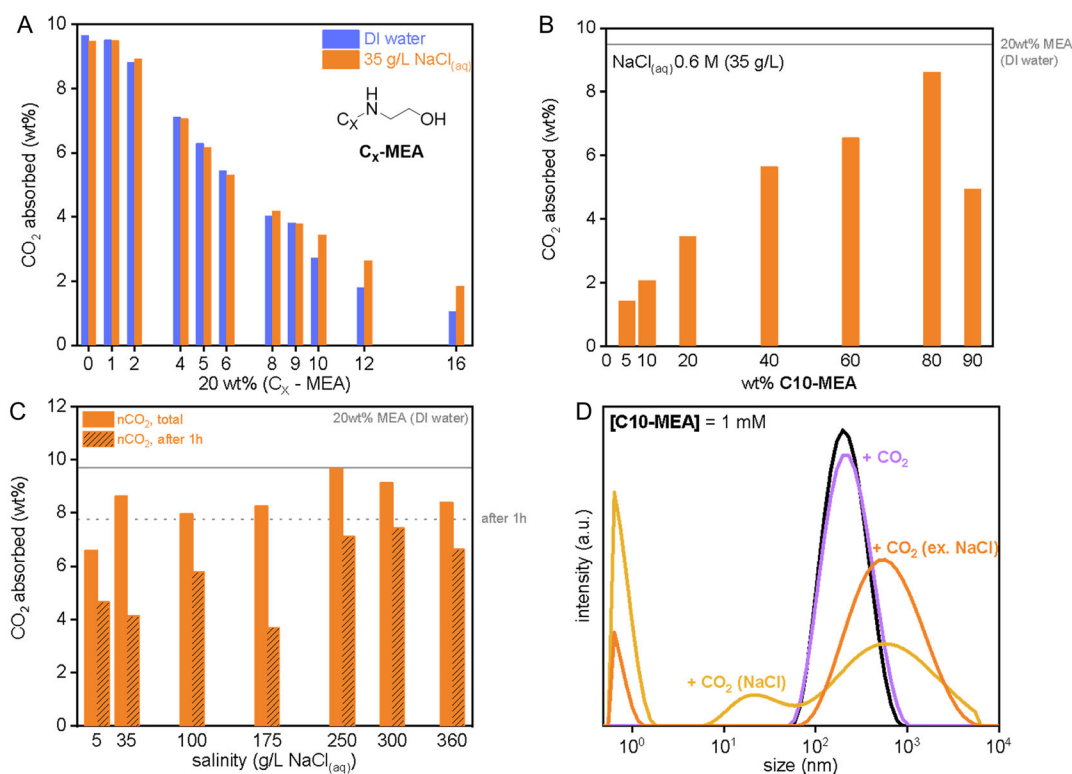 A
CO2 absorbed (wt%)
10
8
6
4
2
0
DI water
35 g/L NaCl(aq)
H
N
CX
OH
CX-MEA
0 1 2 4 5 6 8 9 10 12 16
20 wt% (CX - MEA)
B
CO2 absorbed (wt%)
10
8
6
4
2
0
20wt% MEA
(DI water)
NaCl(aq) 0.6 M (35 g/L)
0 5 10 20 40 60 80 90
wt% C10-MEA
C
CO2 absorbed (wt%)
12
10
8
6
4
2
0
nCO2, total
nCO2, after 1h
20wt% MEA (DI water)
after 1h
5 35 100 175 250 300 360
salinity (g/L NaCl(aq))
D
intensity (a.u.)
[C10-MEA] = 1 mM
+ CO2
+ CO2 (ex. NaCl)
+ CO2 (NaCl)
10^0 10^1 10^2 10^3 10^4
size (nm)